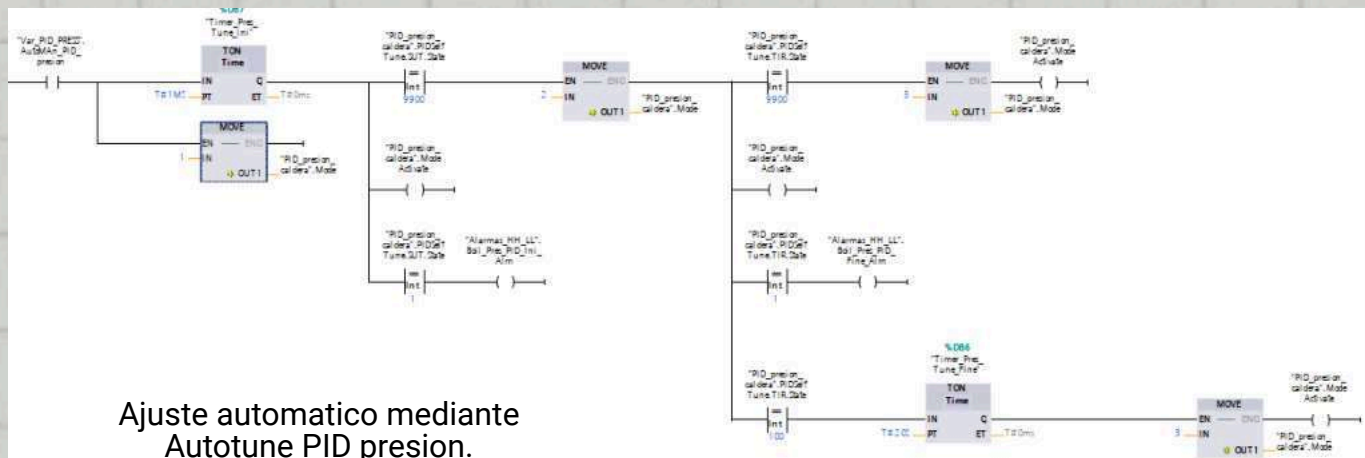 "Timer_Pres_
Tune_Ini"
TON
Time
IN
Q
PT
ET
T#0ms
MOVE
EN
ENO
1
IN
OUT1
"PID_presion_
caldera".Mode
"Var_PID_PRESS".
AutoMAn_PID_
presion
"PID_presion_
caldera".PIDSelf
Tune.SUT.State
==
Int
9900
MOVE
EN
ENO
2
IN
OUT1
"PID_presion_
caldera".Mode
"PID_presion_
caldera".Mode
Activate
"PID_presion_
caldera".PIDSelf
Tune.SUT.State
==
Int
1
"Alarmas_HH_LL".
Boil_Pres_PID_Ini_
Alrm
"PID_presion_
caldera".PIDSelf
Tune.TIR.State
==
Int
9900
MOVE
EN
ENO
3
IN
OUT1
"PID_presion_
caldera".Mode
"PID_presion_
caldera".Mode
Activate
"PID_presion_
caldera".Mode
Activate
"PID_presion_
caldera".PIDSelf
Tune.TIR.State
==
Int
1
"Alarmas_HH_LL".
Boil_Pres_PID_
Fine_Alrm
"PID_presion_
caldera".PIDSelf
Tune.TIR.State
==
Int
100
%DB6
"Timer_Pres_
Tune_Fine"
TON
Time
IN
Q
PT
ET
T#0ms
MOVE
EN
ENO
3
IN
OUT1
"PID_presion_
caldera".Mode
"PID_presion_
caldera".Mode
Activate
Ajuste automatico mediante
Autotune PID presion.